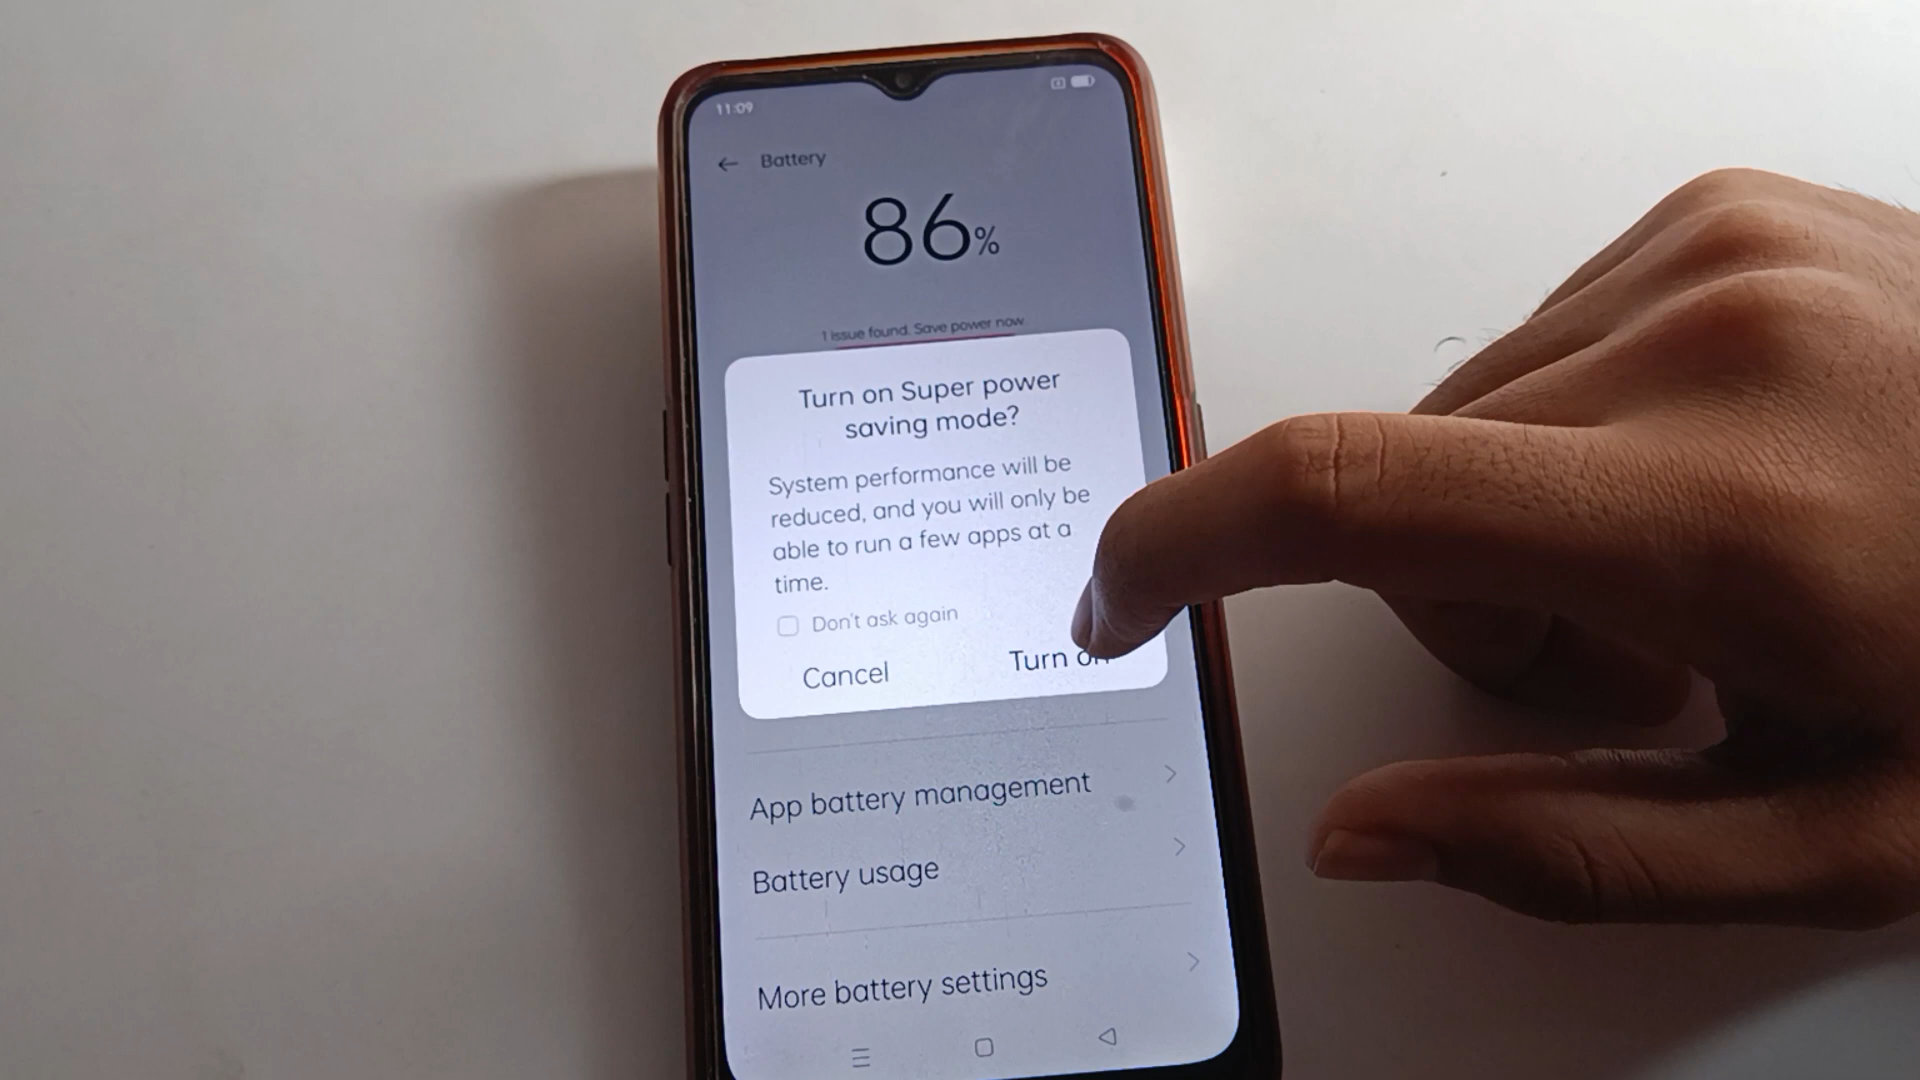 11:09
Battery
86%
1 issue found. Save power now.
Turn on Super power
saving mode?
System performance will be
reduced, and you will only be
able to run a few apps at a
time.
Don't ask again
Cancel
Turn on
App battery management
Battery usage
More battery settings